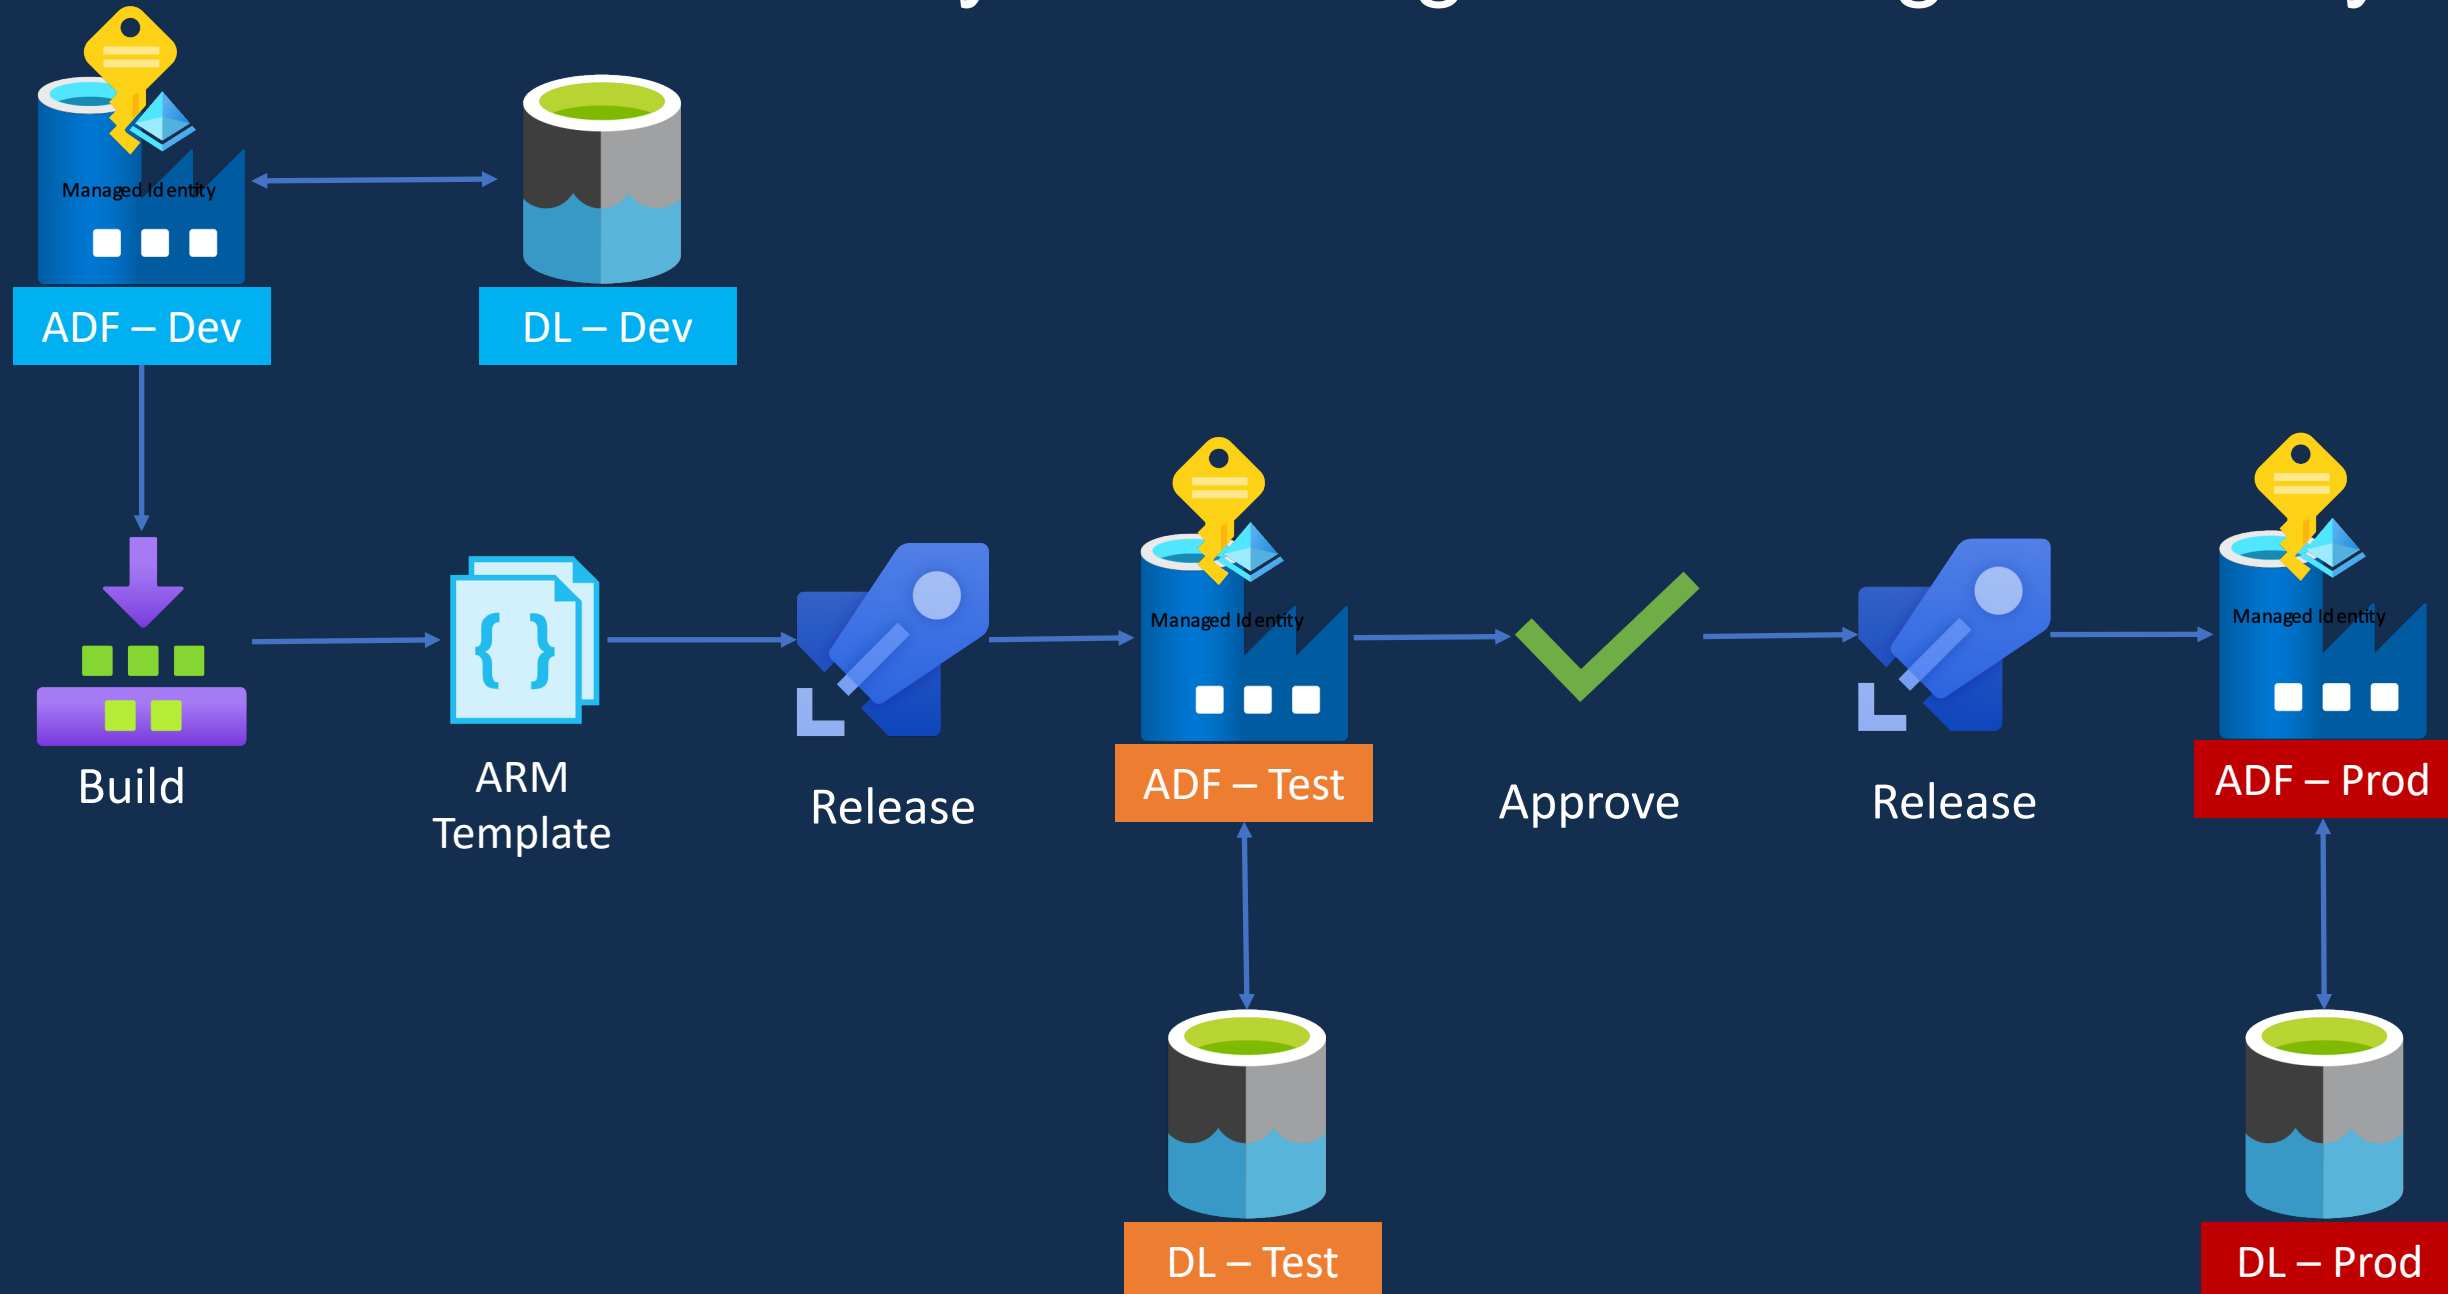 Managed Identity
ADF – Dev
DL – Dev
Managed Identity
Managed Identity
{ }
Build
ARM
Template
Release
ADF – Test
Approve
Release
ADF – Prod
DL – Test
DL – Prod